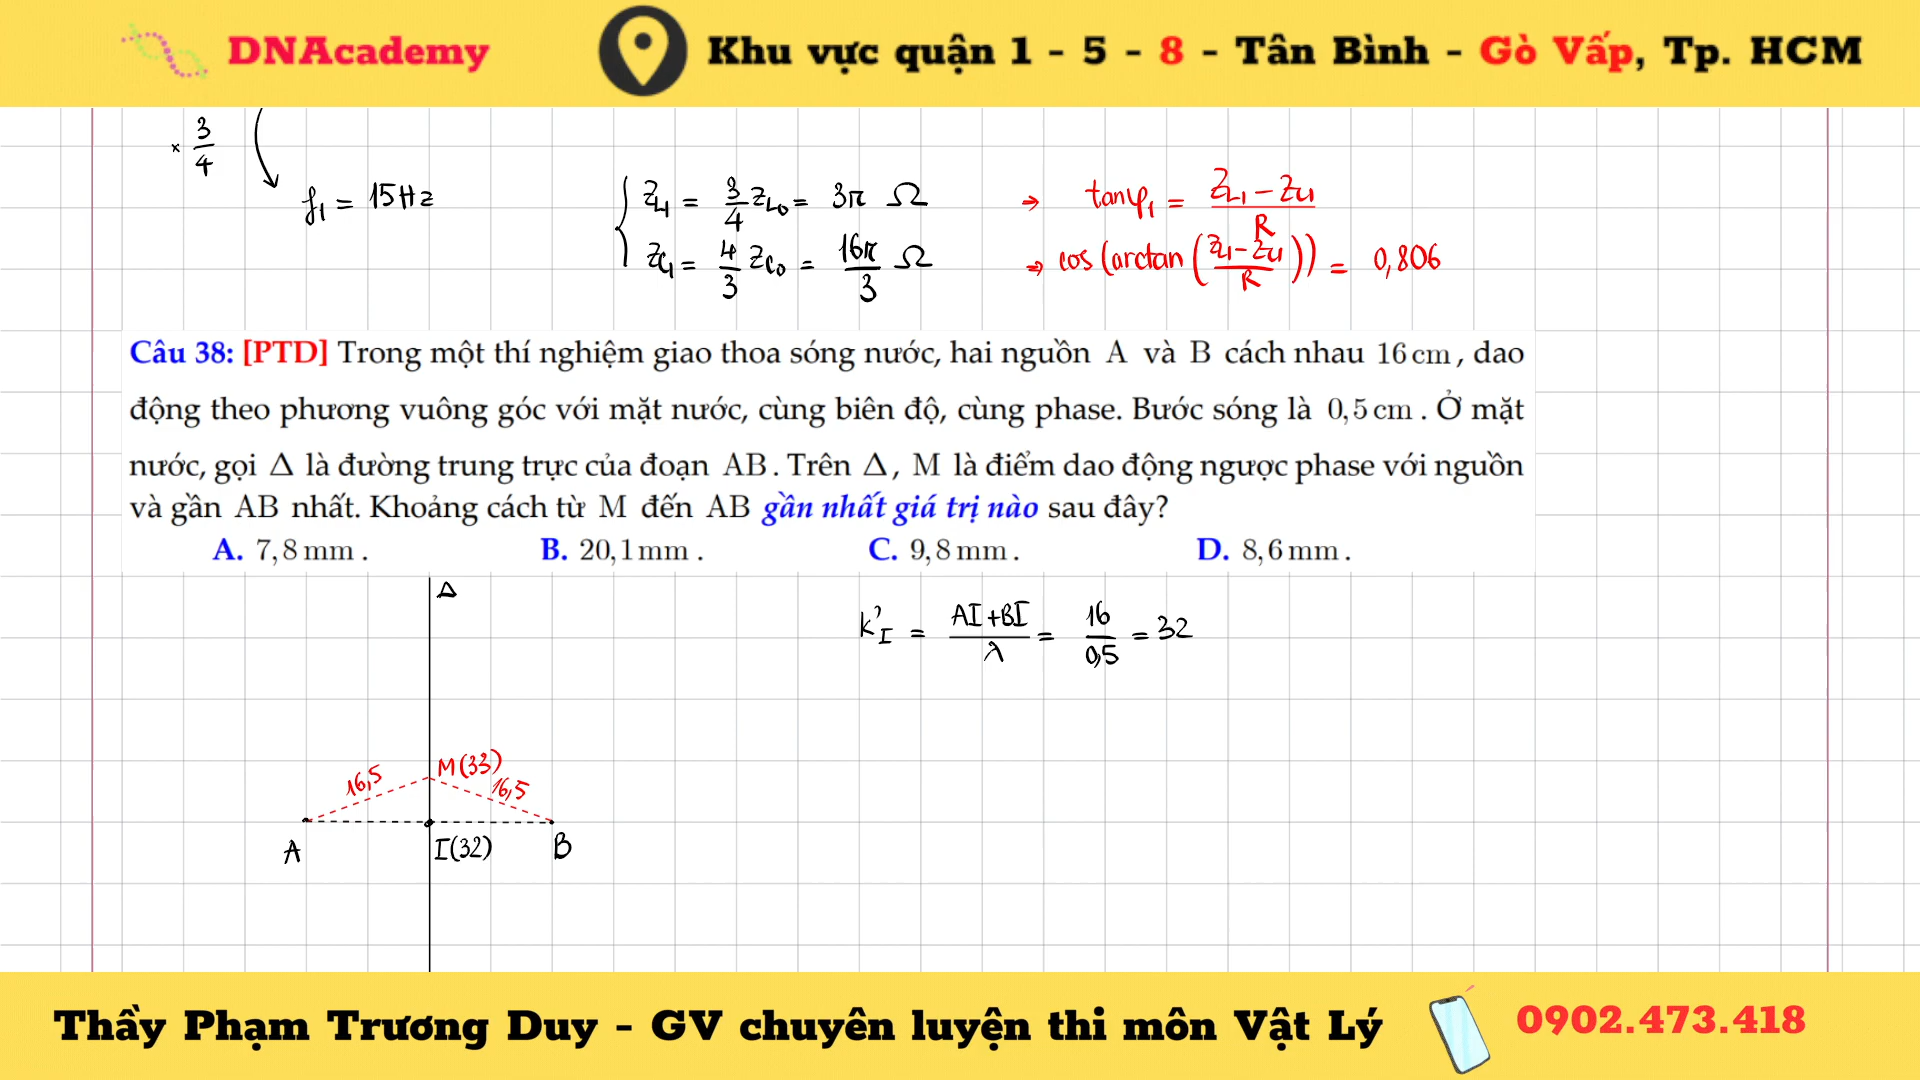 DNAcademy
Khu vực quận 1 - 5 - 8 - Tân Bình - Gò Vấp, Tp. HCM
× 3/4
f₁ = 15Hz
Z_L1 = 3/4 Z_L0 = 3π Ω
Z_C1 = 4/3 Z_C0 = 16π/3 Ω
⇒ tanφ₁ = (Z_L1 − Z_C1)/R
⇒ cos(arctan((Z_L1 − Z_C1)/R)) = 0,806
Câu 38: [PTD] Trong một thí nghiệm giao thoa sóng nước, hai nguồn A và B cách nhau 16 cm , dao
động theo phương vuông góc với mặt nước, cùng biên độ, cùng phase. Bước sóng là 0,5 cm . Ở mặt
nước, gọi Δ là đường trung trực của đoạn AB . Trên Δ , M là điểm dao động ngược phase với nguồn
và gần AB nhất. Khoảng cách từ M đến AB gần nhất giá trị nào sau đây?
A. 7,8 mm . B. 20,1 mm . C. 9,8 mm . D. 8,6 mm .
Δ
k'_I = (AI + BI)/λ = 16/0,5 = 32
M(33)
16,5
16,5
A
I(32)
B
Thầy Phạm Trương Duy - GV chuyên luyện thi môn Vật Lý
0902.473.418